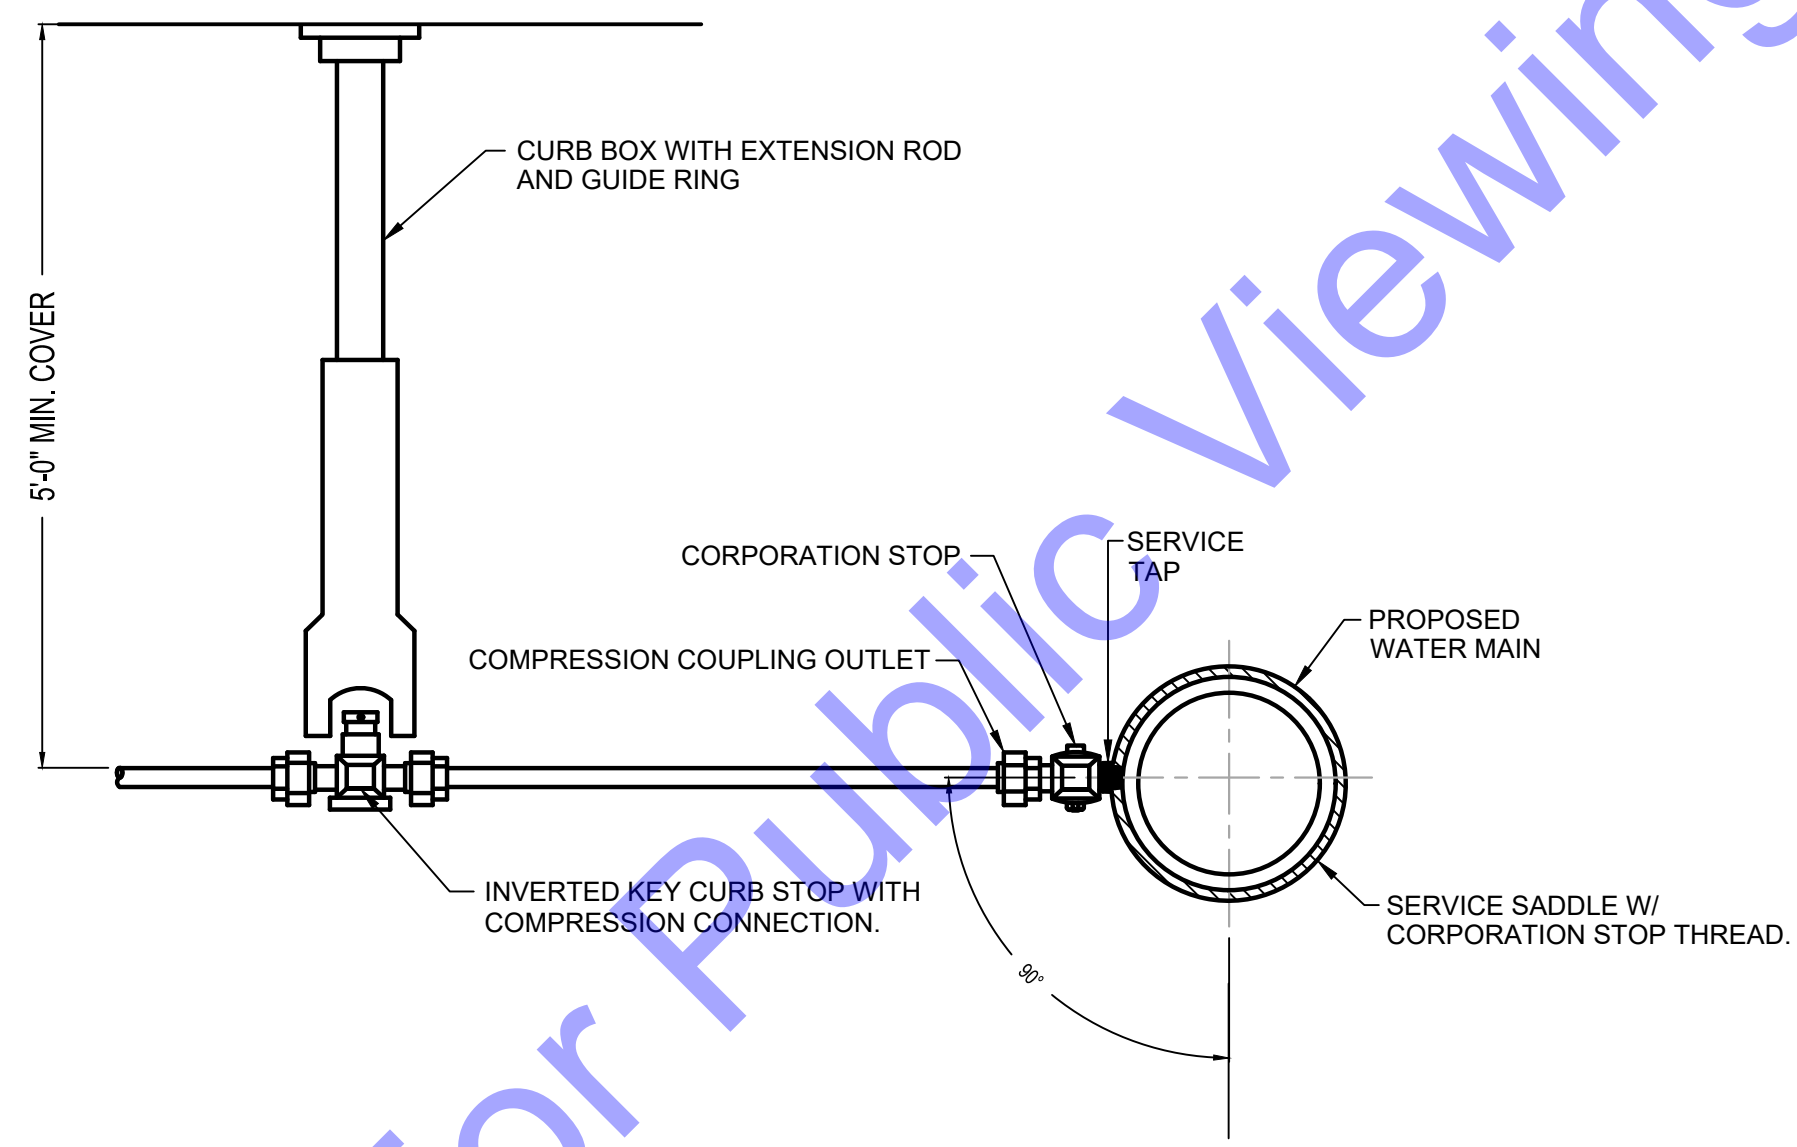 CURB BOX WITH EXTENSION ROD
AND GUIDE RING
5'-0" MIN. COVER
CORPORATION STOP
SERVICE
TAP
PROPOSED
WATER MAIN
COMPRESSION COUPLING OUTLET
INVERTED KEY CURB STOP WITH
COMPRESSION CONNECTION.
SERVICE SADDLE W/
CORPORATION STOP THREAD.
90°
or Public Viewing